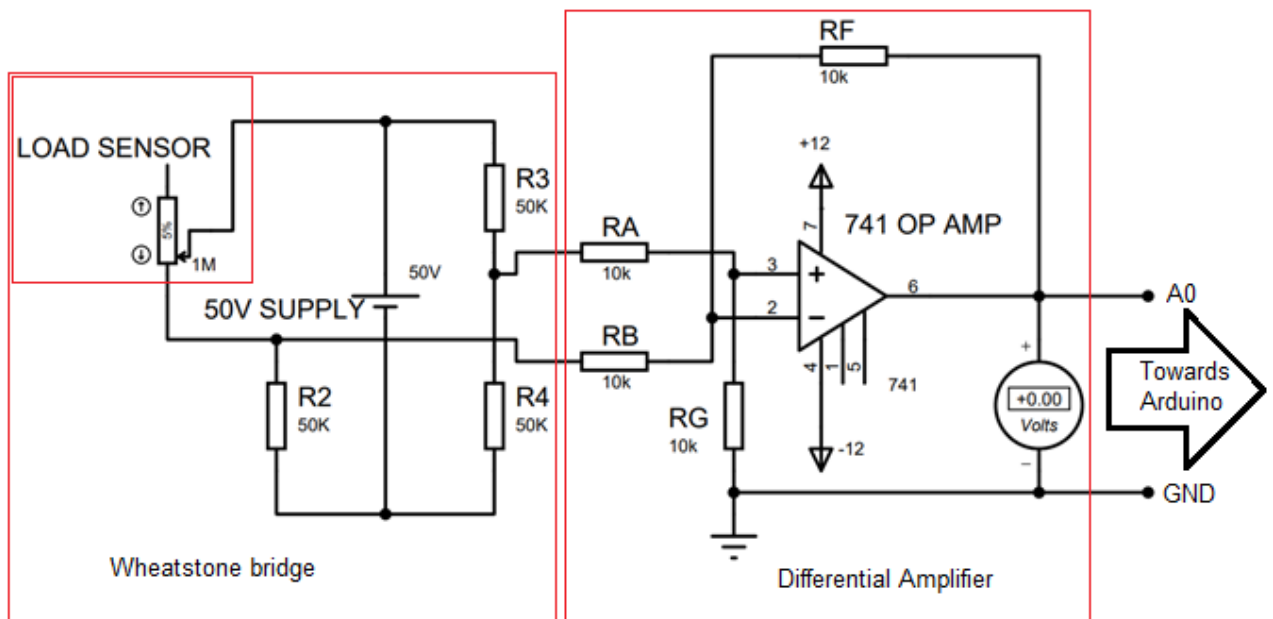 LOAD SENSOR
5%
1M
50V SUPPLY
50V
R3
50K
R2
50K
R4
50K
Wheatstone bridge
RF
10k
RA
10k
RB
10k
RG
10k
+12
7
741 OP AMP
3
2
6
4
1
5
741
-12
+
+0.00
Volts
−
A0
Towards
Arduino
GND
Differential Amplifier